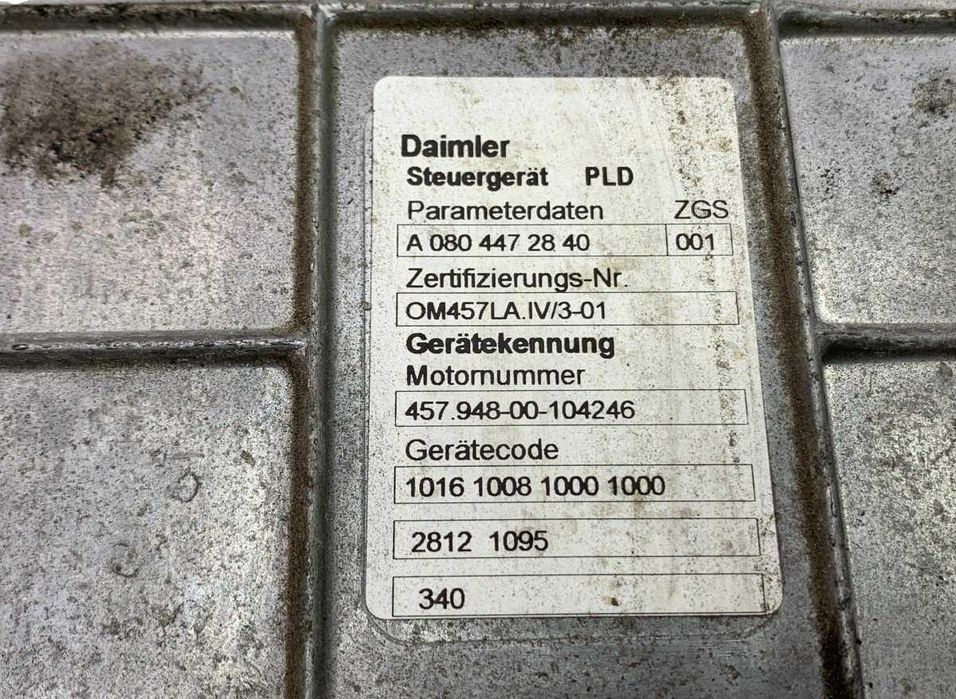 Daimler
Steuergerät PLD
Parameterdaten ZGS
A 080 447 28 40 001
Zertifizierungs-Nr.
OM457LA.IV/3-01
Gerätekennung
Motornummer
457.948-00-104246
Gerätecode
1016 1008 1000 1000
2812 1095
340